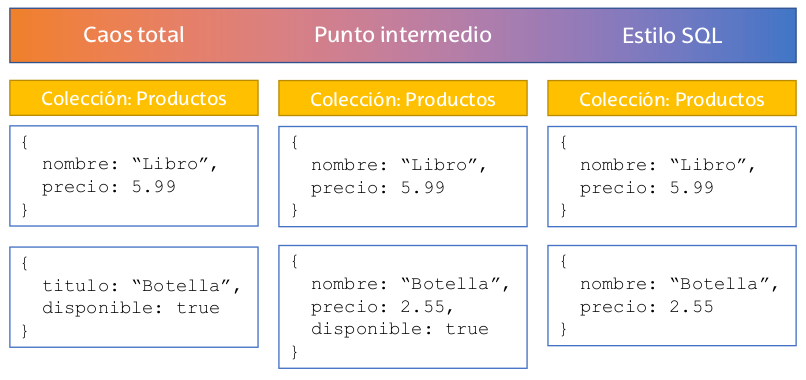 Caos total
Punto intermedio
Estilo SQL
Colección: Productos
{
nombre: “Libro”,
precio: 5.99
}
{
titulo: “Botella”,
disponible: true
}
Colección: Productos
{
nombre: “Libro”,
precio: 5.99
}
{
nombre: “Botella”,
precio: 2.55,
disponible: true
}
Colección: Productos
{
nombre: “Libro”,
precio: 5.99
}
{
nombre: “Botella”,
precio: 2.55
}